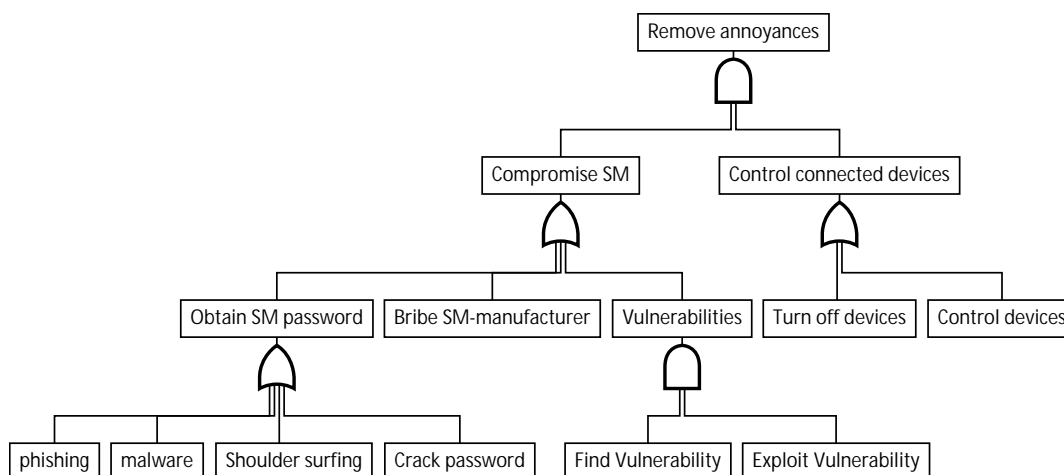 Remove annoyances
Compromise SM
Control connected devices
Obtain SM password
Bribe SM-manufacturer
Vulnerabilities
Turn off devices
Control devices
phishing
malware
Shoulder surfing
Crack password
Find Vulnerability
Exploit Vulnerability